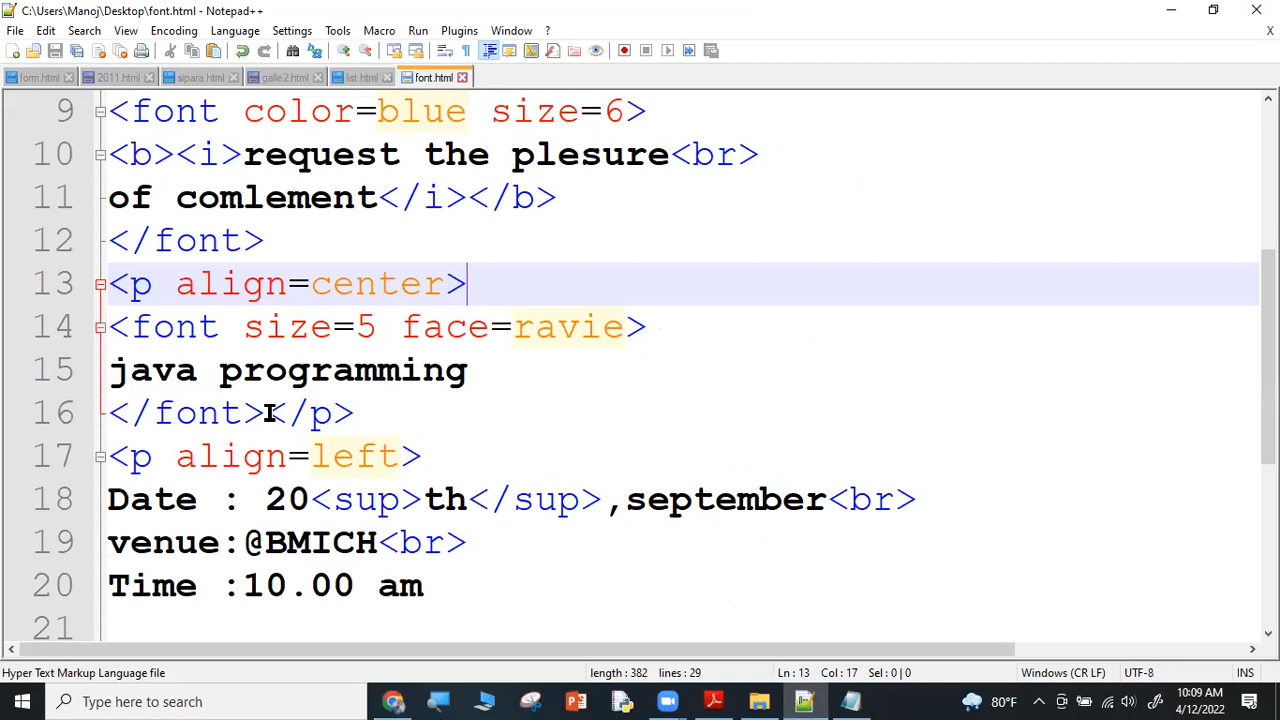 C:\Users\Manoj\Desktop\font.html - Notepad++
File Edit Search View Encoding Language Settings Tools Macro Run Plugins Window ? X
form.html 2011.html sipara.html galle2.html list.html font.html
9 <font color=blue size=6>
10 <b><i>request the plesure<br>
11 of comlement</i></b>
12 </font>
13 <p align=center>
14 <font size=5 face=ravie>
15 java programming
16 </font></p>
17 <p align=left>
18 Date : 20<sup>th</sup>,september<br>
19 venue:@BMICH<br>
20 Time :10.00 am
21
Hyper Text Markup Language file length : 382 lines : 29 Ln : 13 Col : 17 Sel : 0 | 0 Windows (CR LF) UTF-8 INS
Type here to search 80°F 10:09 AM
4/12/2022